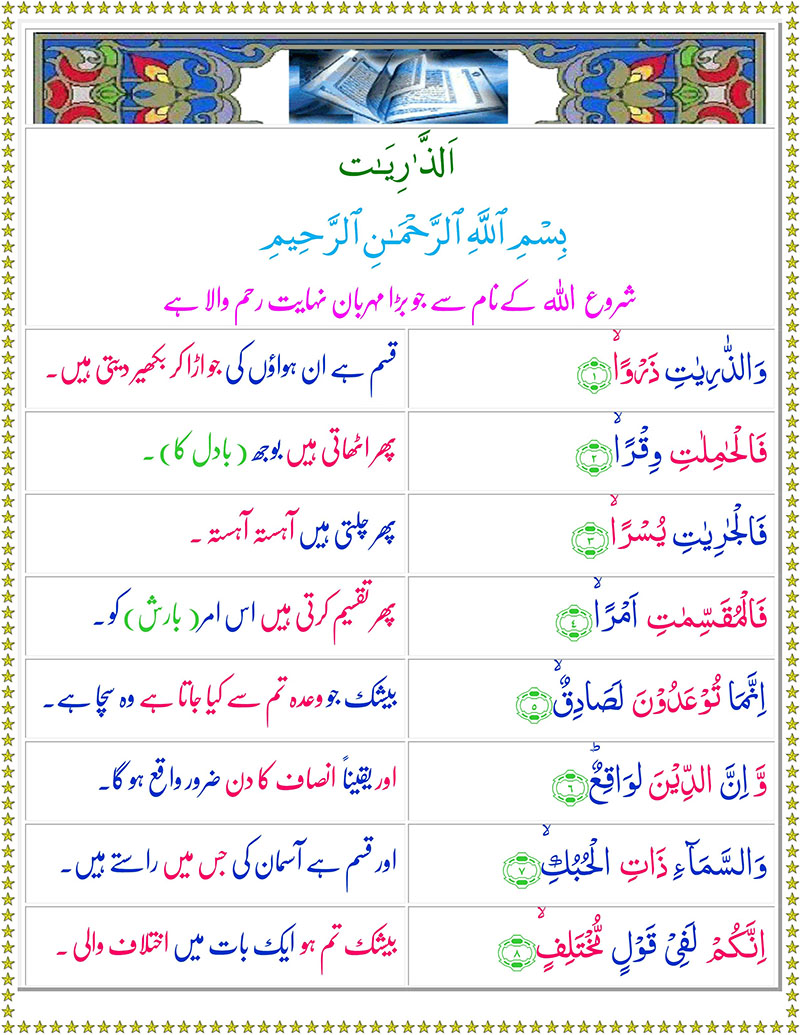 اَلذّٰرِيٰت
بِسْمِ ٱللَّهِ ٱلرَّحْمَـٰنِ ٱلرَّحِيمِ
شروع اللہ کے نام سے جو بڑا مہربان نہایت رحم والا ہے
وَالذّٰرِيٰتِ ذَرْوًا ۙ‏ ﴿۱﴾
قسم ہے ان ہواؤں کی جو اڑا کر بکھیر دیتی ہیں۔
فَالْحٰمِلٰتِ وِقْرًا ۙ‏ ﴿۲﴾
پھر اٹھاتی ہیں بوجھ (بادل کا)۔
فَالْجٰرِيٰتِ يُسْرًا ۙ‏ ﴿۳﴾
پھر چلتی ہیں آہستہ آہستہ ۔
فَالْمُقَسِّمٰتِ اَمْرًا ۙ‏ ﴿۴﴾
پھر تقسیم کرتی ہیں اس امر (بارش) کو۔
اِنَّمَا تُوْعَدُوْنَ لَصَادِقٌ ۙ‏ ﴿۵﴾
بیشک جو وعدہ تم سے کیا جاتا ہے وہ سچا ہے۔
وَّ اِنَّ الدِّيْنَ لَوَاقِعٌ ؕ‏ ﴿۶﴾
اور یقیناً انصاف کا دن ضرور واقع ہو گا۔
وَالسَّمَآءِ ذَاتِ الْحُبُكِ ۙ‏ ﴿۷﴾
اور قسم ہے آسمان کی جس میں راستے ہیں۔
اِنَّكُمْ لَفِىْ قَوْلٍ مُّخْتَلِفٍ ۙ‏ ﴿۸﴾
بیشک تم ہو ایک بات میں اختلاف والی ۔